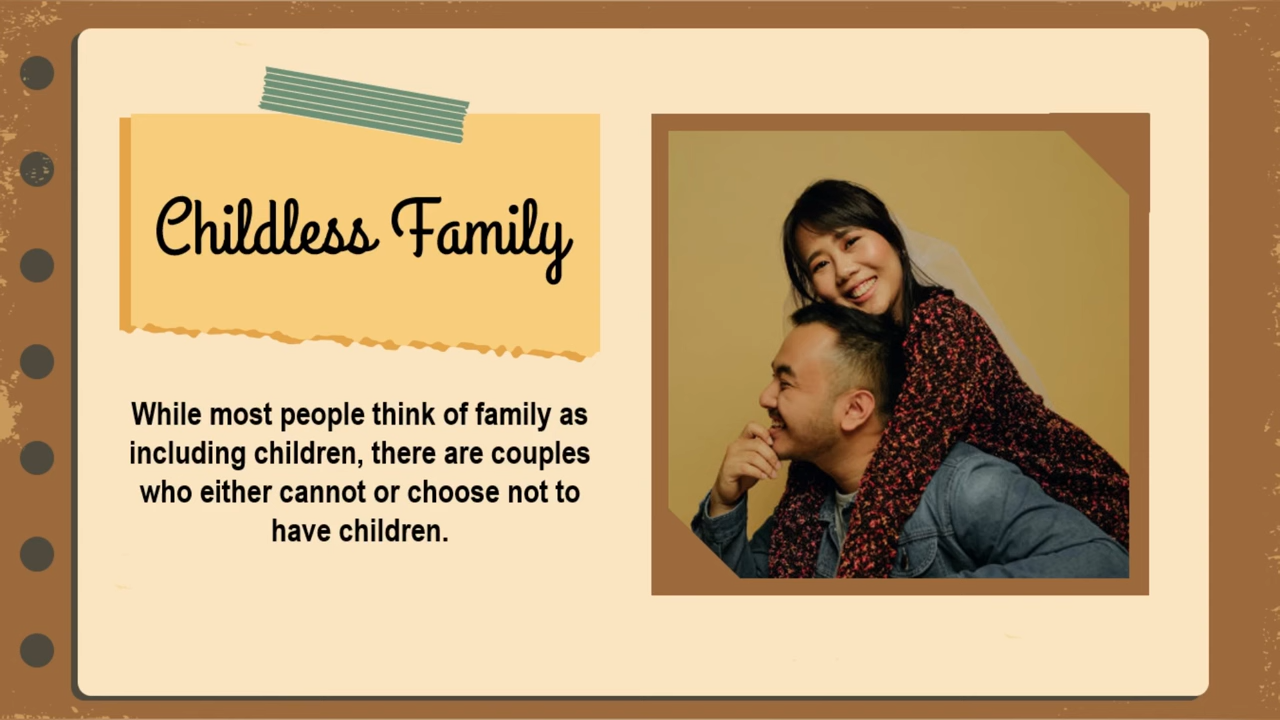 Childless Family
While most people think of family as
including children, there are couples
who either cannot or choose not to
have children.